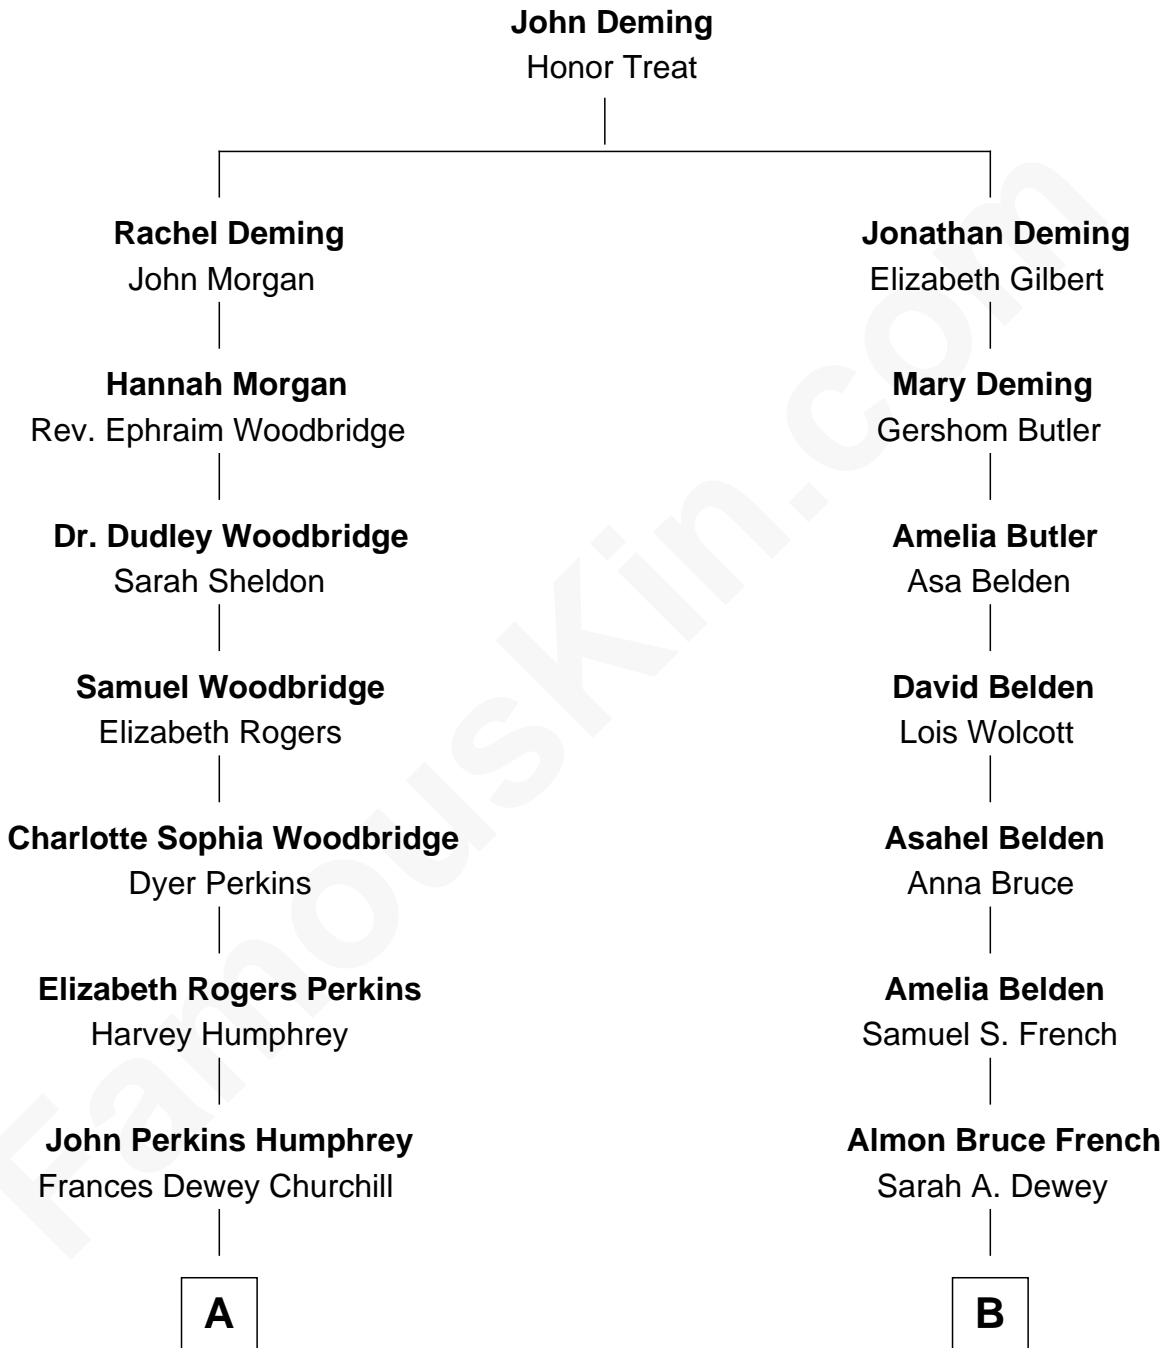 John Deming
Honor Treat
Rachel Deming
John Morgan
Jonathan Deming
Elizabeth Gilbert
Hannah Morgan
Rev. Ephraim Woodbridge
Mary Deming
Gershom Butler
Dr. Dudley Woodbridge
Sarah Sheldon
Amelia Butler
Asa Belden
Samuel Woodbridge
Elizabeth Rogers
David Belden
Lois Wolcott
Charlotte Sophia Woodbridge
Dyer Perkins
Asahel Belden
Anna Bruce
Elizabeth Rogers Perkins
Harvey Humphrey
Amelia Belden
Samuel S. French
John Perkins Humphrey
Frances Dewey Churchill
Almon Bruce French
Sarah A. Dewey
A
B
FamousKin.com